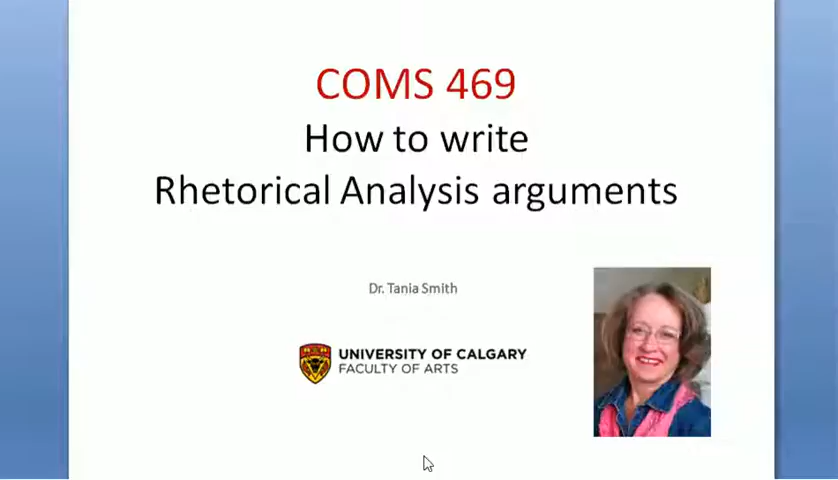 COMS 469
How to write
Rhetorical Analysis arguments
Dr. Tania Smith
UNIVERSITY OF CALGARY
FACULTY OF ARTS